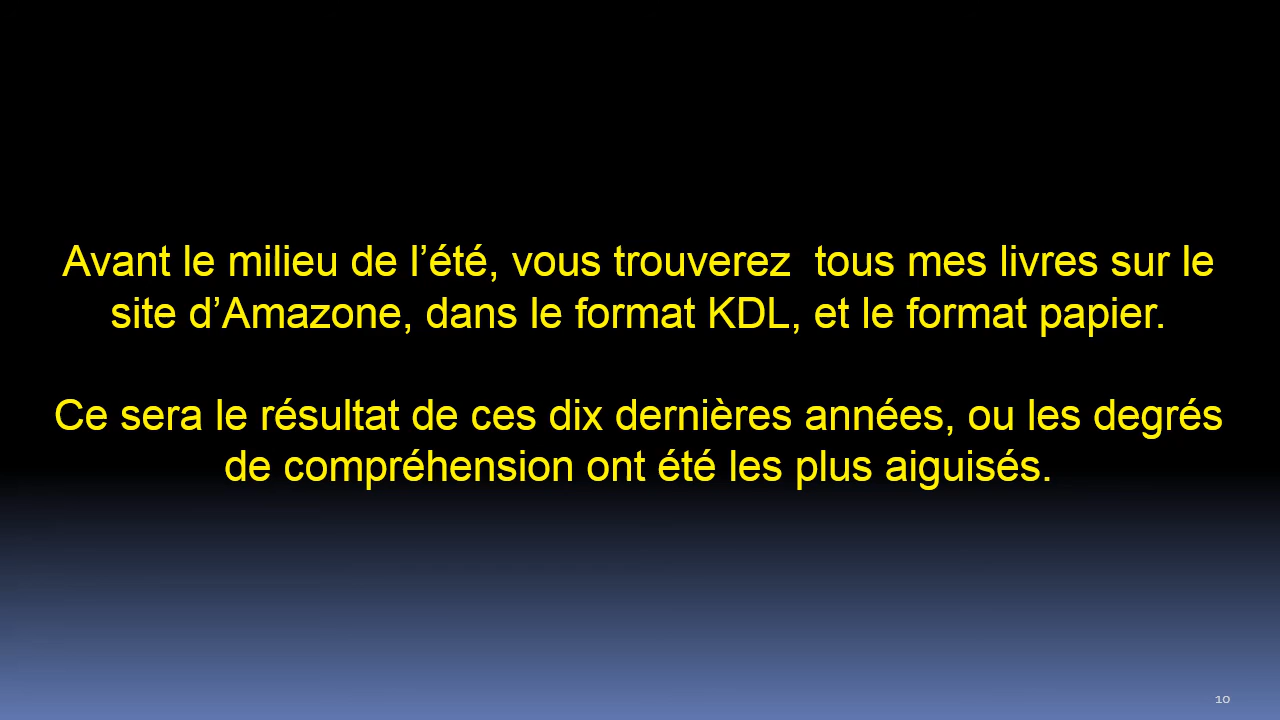 Avant le milieu de l’été, vous trouverez  tous mes livres sur le
site d’Amazone, dans le format KDL, et le format papier.
Ce sera le résultat de ces dix dernières années, ou les degrés
de compréhension ont été les plus aiguisés.
10